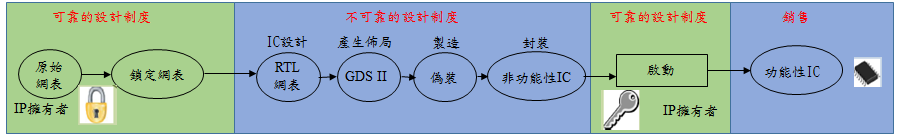 可靠的設計制度
不可靠的設計制度
可靠的設計制度
銷售
原始
網表
IP擁有者
鎖定網表
IC設計
RTL
網表
產生佈局
GDS II
製造
偽裝
封裝
非功能性IC
啟動
IP擁有者
功能性IC